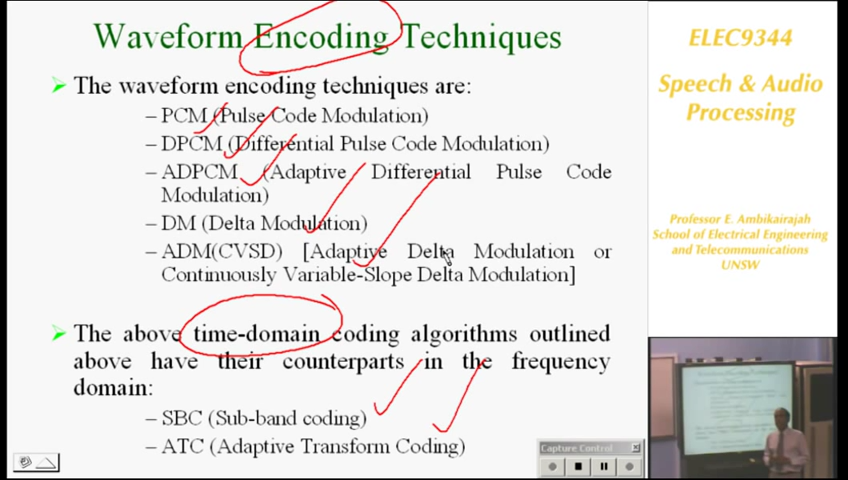 Waveform Encoding Techniques
The waveform encoding techniques are:
– PCM (Pulse Code Modulation)
– DPCM (Differential Pulse Code Modulation)
– ADPCM (Adaptive Differential Pulse Code
Modulation)
– DM (Delta Modulation)
– ADM(CVSD) [Adaptive Delta Modulation or
Continuously Variable-Slope Delta Modulation]
The above time-domain coding algorithms outlined
above have their counterparts in the frequency
domain:
– SBC (Sub-band coding)
– ATC (Adaptive Transform Coding)
Capture Control
ELEC9344
Speech & Audio
Processing
Professor E. Ambikairajah
School of Electrical Engineering
and Telecommunications
UNSW